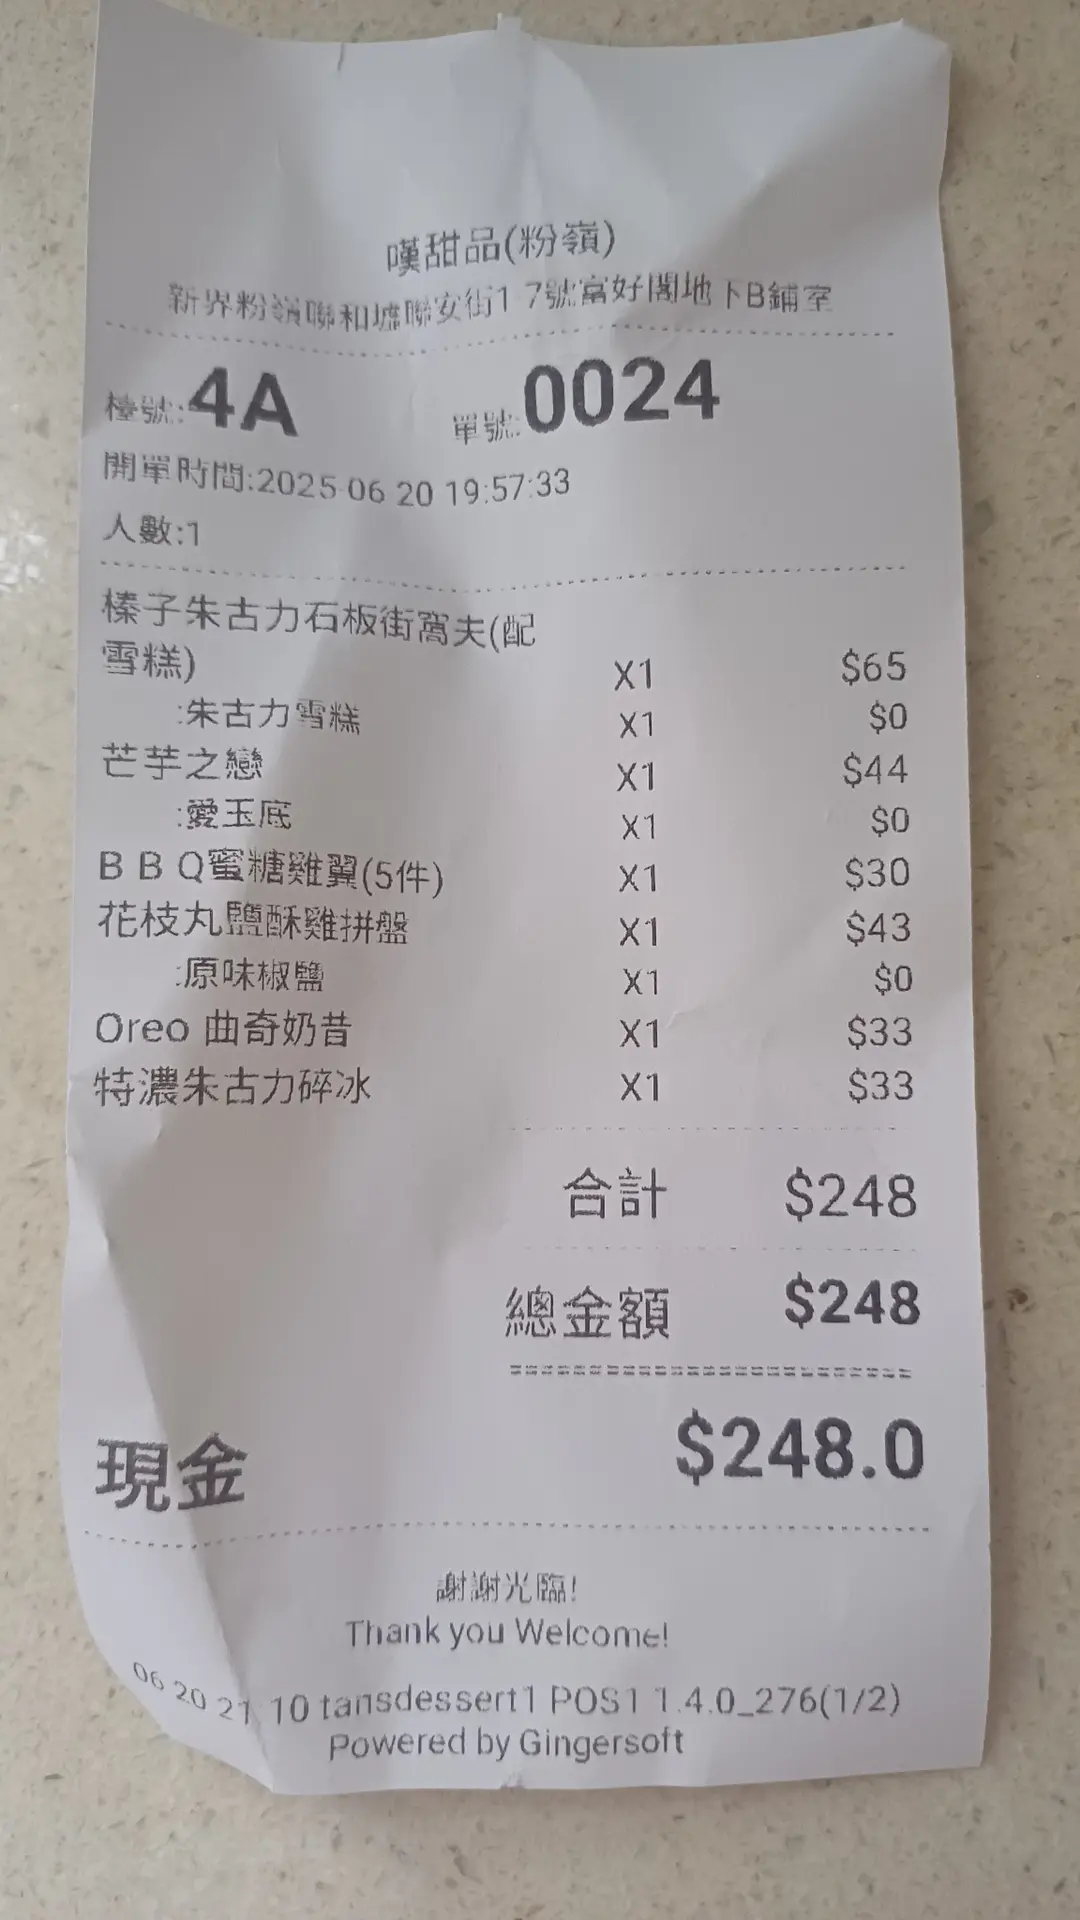 嘆甜品(粉嶺)
新界粉嶺聯和墟聯安街1 7號富好閣地下B鋪室
檯號:4A 單號:0024
開單時間:2025 06 20 19:57:33
人數:1
榛子朱古力石板街窩夫(配
雪糕) X1 $65
:朱古力雪糕 X1 $0
芒芋之戀 X1 $44
:愛玉底 X1 $0
B B Q蜜糖雞翼(5件) X1 $30
花枝丸鹽酥雞拼盤 X1 $43
:原味椒鹽 X1 $0
Oreo 曲奇奶昔 X1 $33
特濃朱古力碎冰 X1 $33
合計 $248
總金額 $248
現金 $248.0
謝謝光臨!
Thank you Welcome!
06 20 21 10 tansdessert1 POS1 1.4.0_276(1/2)
Powered by Gingersoft